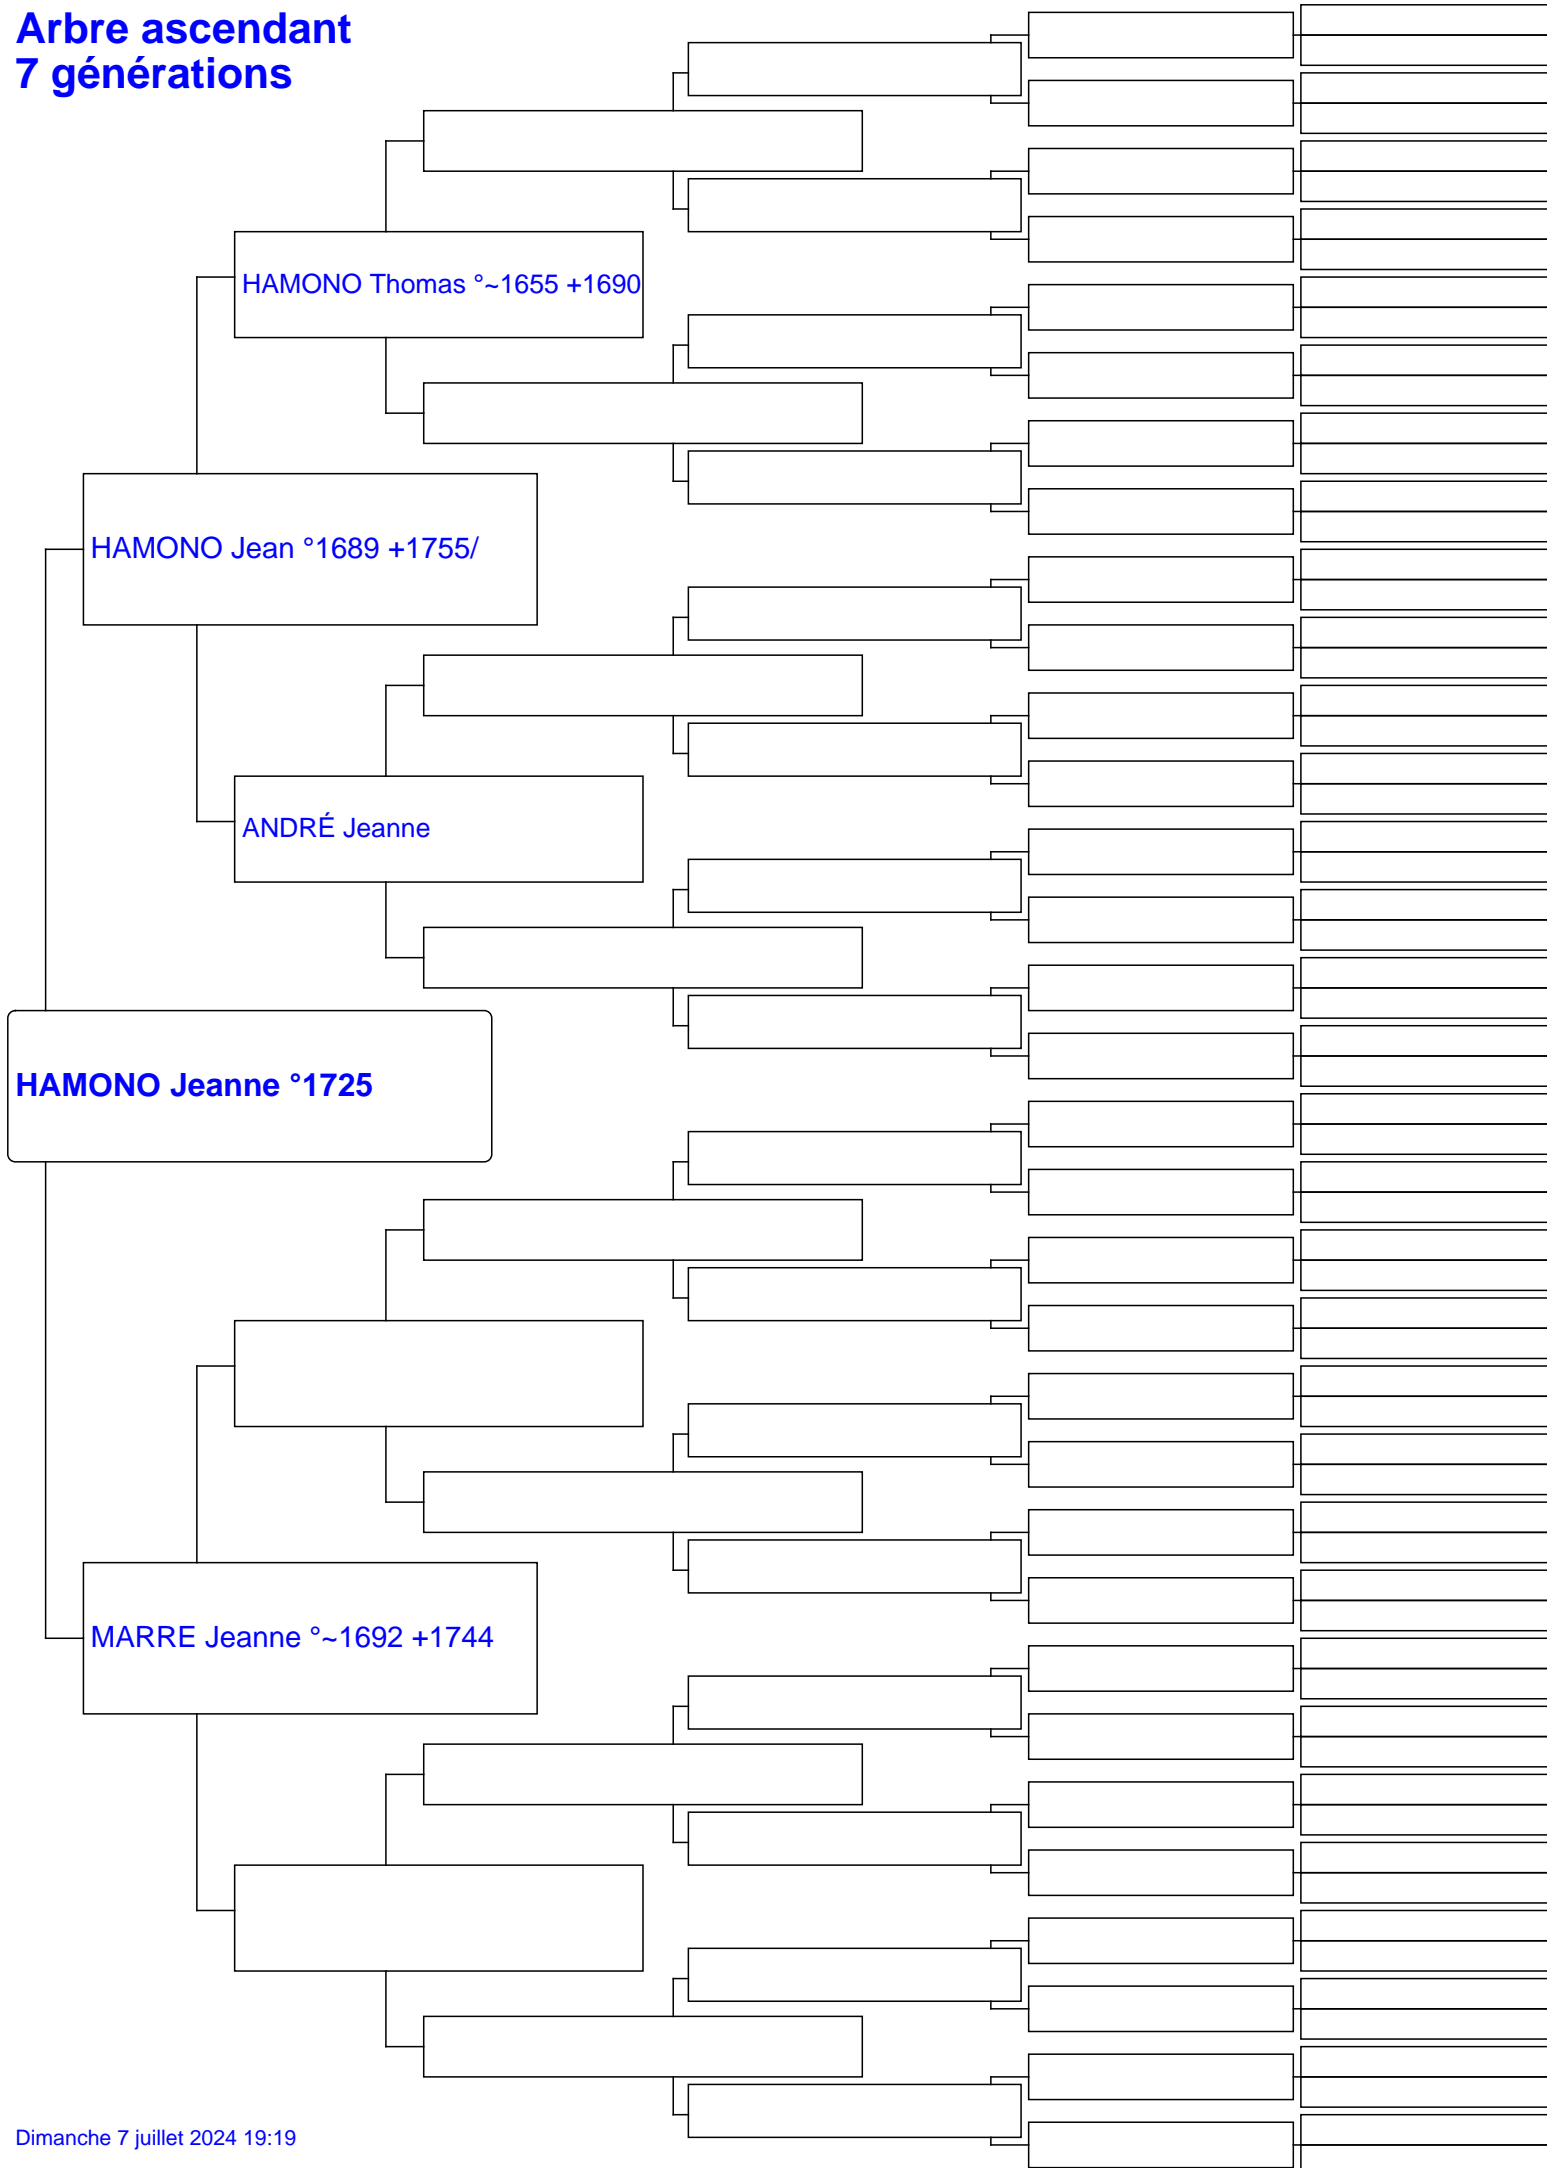 Arbre ascendant
7 générations
HAMONO Thomas °~1655 +1690
HAMONO Jean °1689 +1755/
ANDRÉ Jeanne
HAMONO Jeanne °1725
MARRE Jeanne °~1692 +1744
Dimanche 7 juillet 2024 19:19